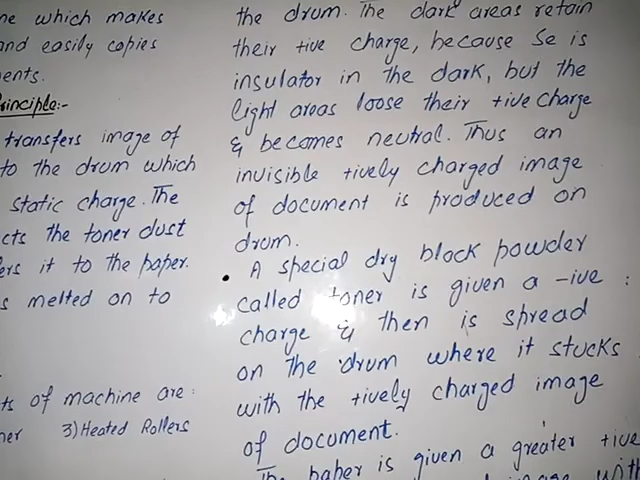 ne which makes
and easily copies
ents.
rinciple:-
transfers image of
to the drum which
static charge. The
cts the toner dust
ers it to the paper.
s melted on to
ts of machine are:
ner 3) Heated Rollers
the drum. The dark areas retain
their +ive charge, because Se is
insulator in the dark, but the
light areas loose their +ive charge
& becomes neutral. Thus an
invisible +ively charged image
of document is produced on
drum.
• A special dry black powder
called toner is given a -ive :
charge & then is spread
on the drum where it stucks
with the +ively charged image
of document.
The paper is given a greater +ive
image with